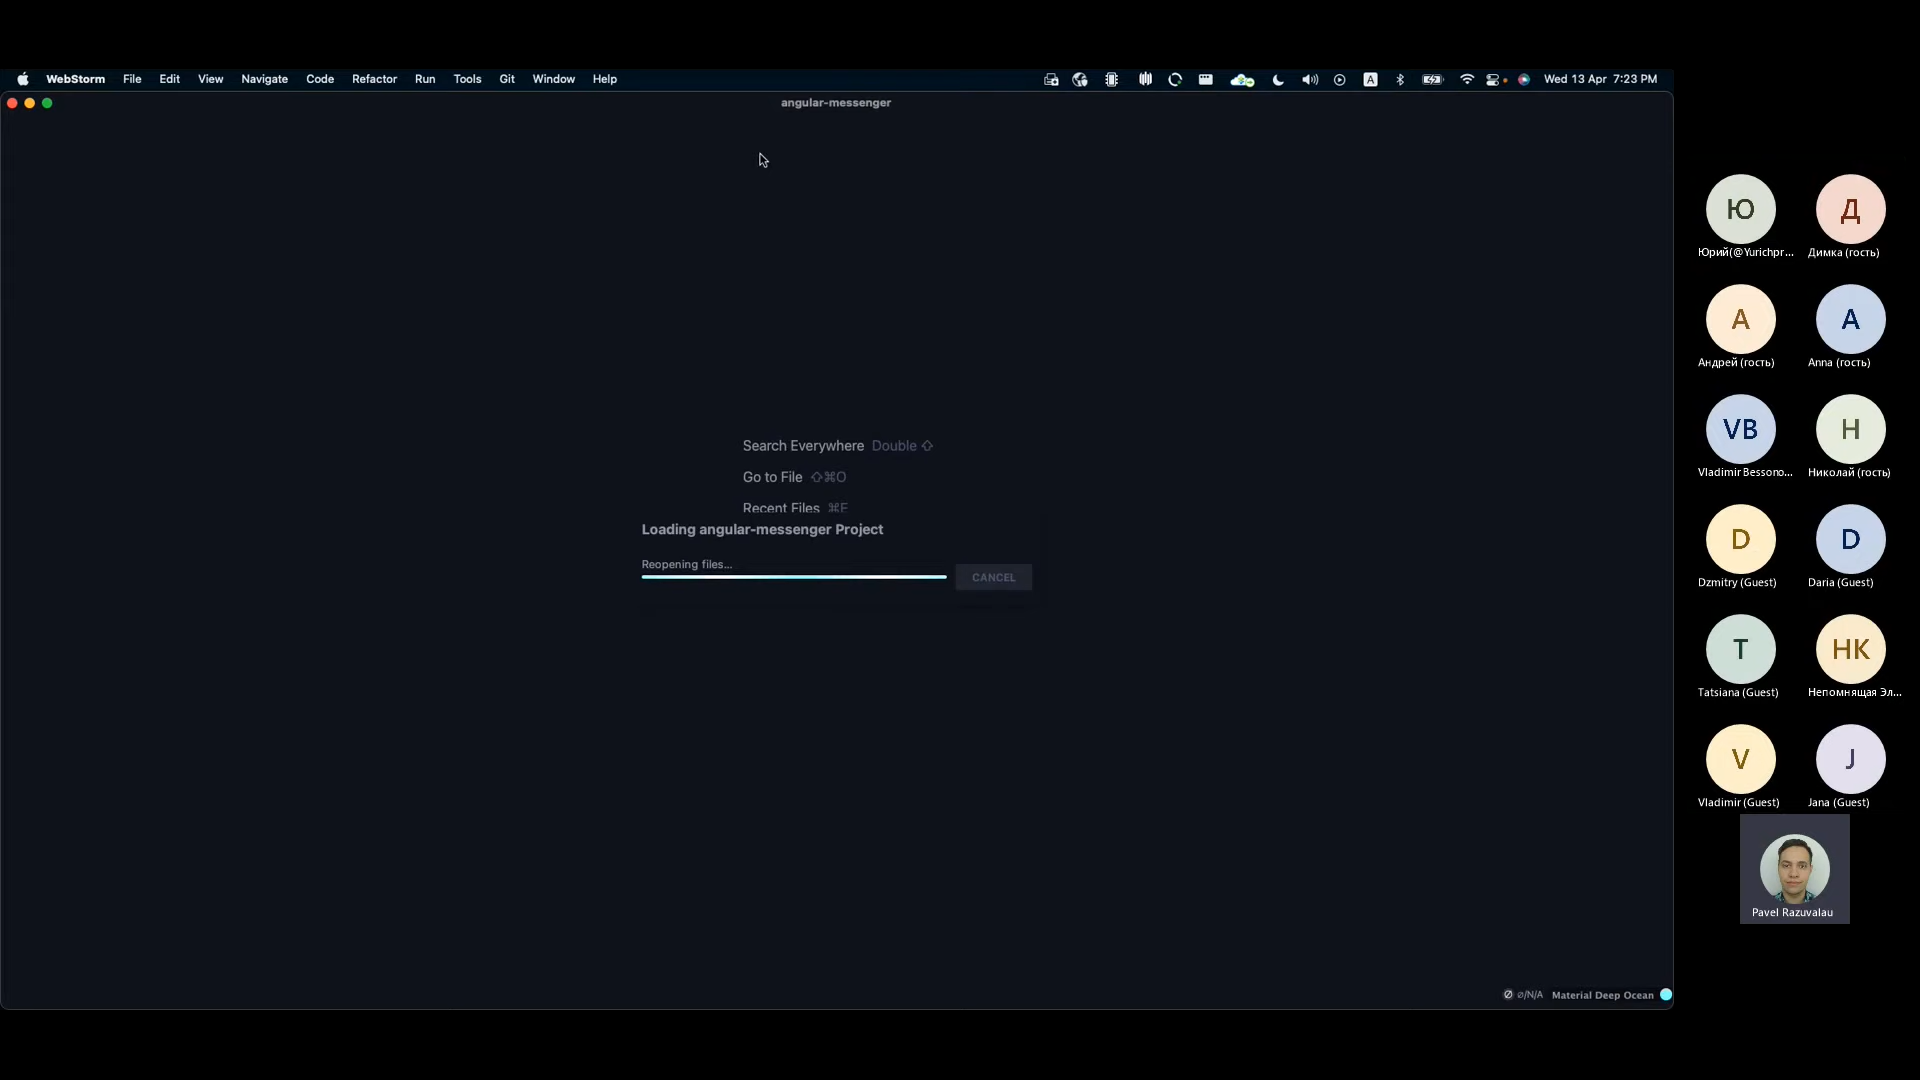 WebStorm File Edit View Navigate Code Refactor Run Tools Git Window Help
A
Wed 13 Apr 7:23 PM
angular-messenger
Search Everywhere Double ⇧
Go to File ⇧⌘O
Recent Files ⌘E
Loading angular-messenger Project
Reopening files...
CANCEL
⌀/N/A Material Deep Ocean
Ю Д
Юрий(@Yurichpr... Димка (гость)
А A
Андрей (гость) Anna (гость)
VB Н
Vladimir Bessono... Николай (гость)
D D
Dzmitry (Guest) Daria (Guest)
T НК
Tatsiana (Guest) Непомнящая Эл...
V J
Vladimir (Guest) Jana (Guest)
Pavel Razuvalau